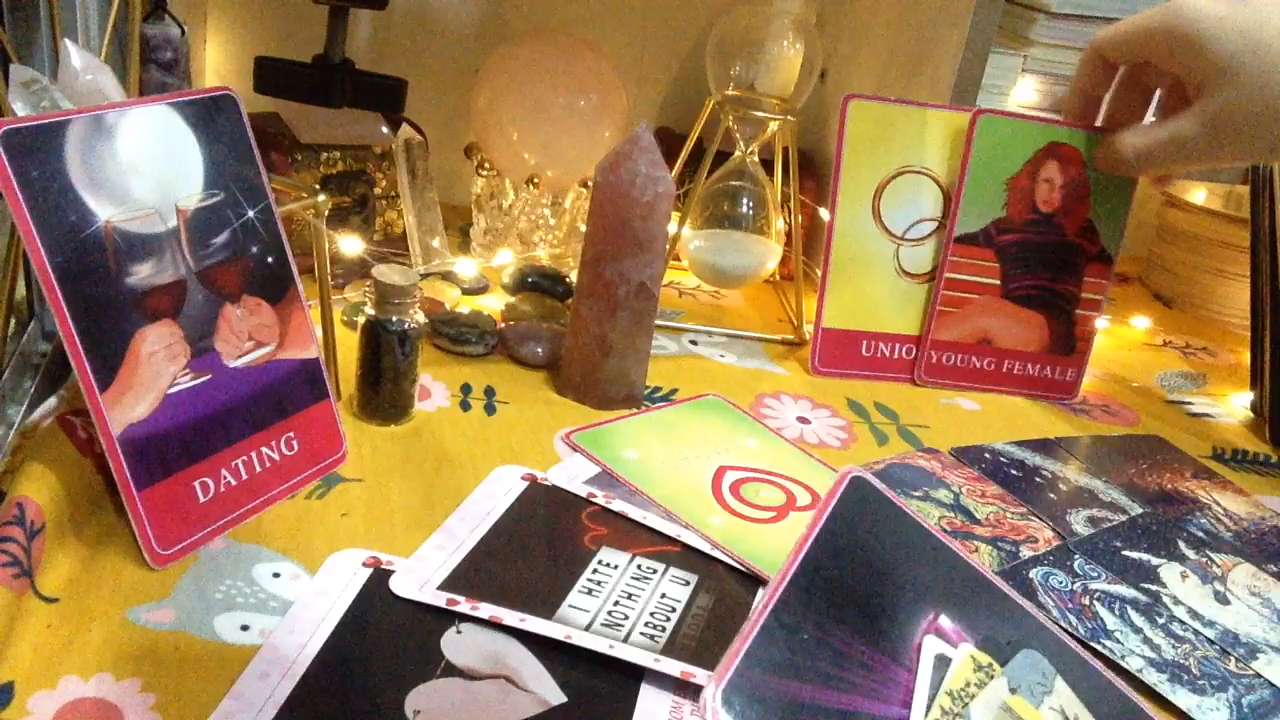 DATING
UNIO
YOUNG FEMALE
I HATE
NOTHING
ABOUT U